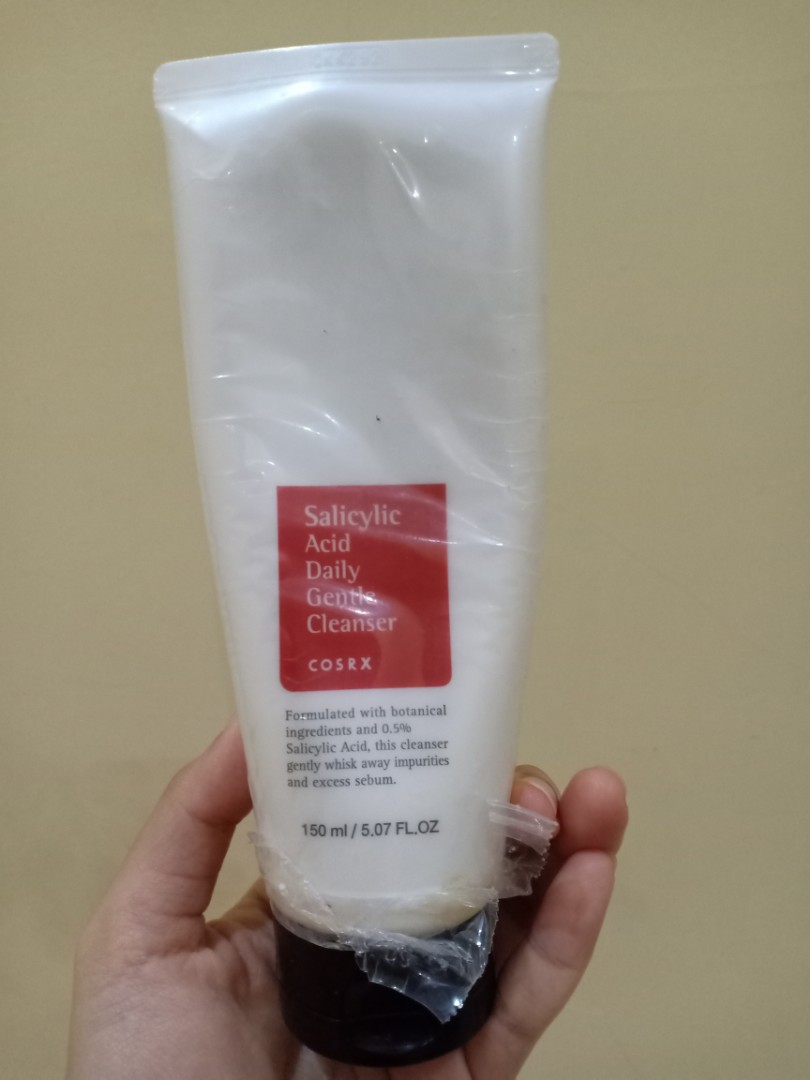 Salicylic
Acid
Daily
Gentle
Cleanser
COSRX
Formulated with botanical
ingredients and 0.5%
Salicylic Acid, this cleanser
gently whisk away impurities
and excess sebum.
150 ml / 5.07 FL.OZ